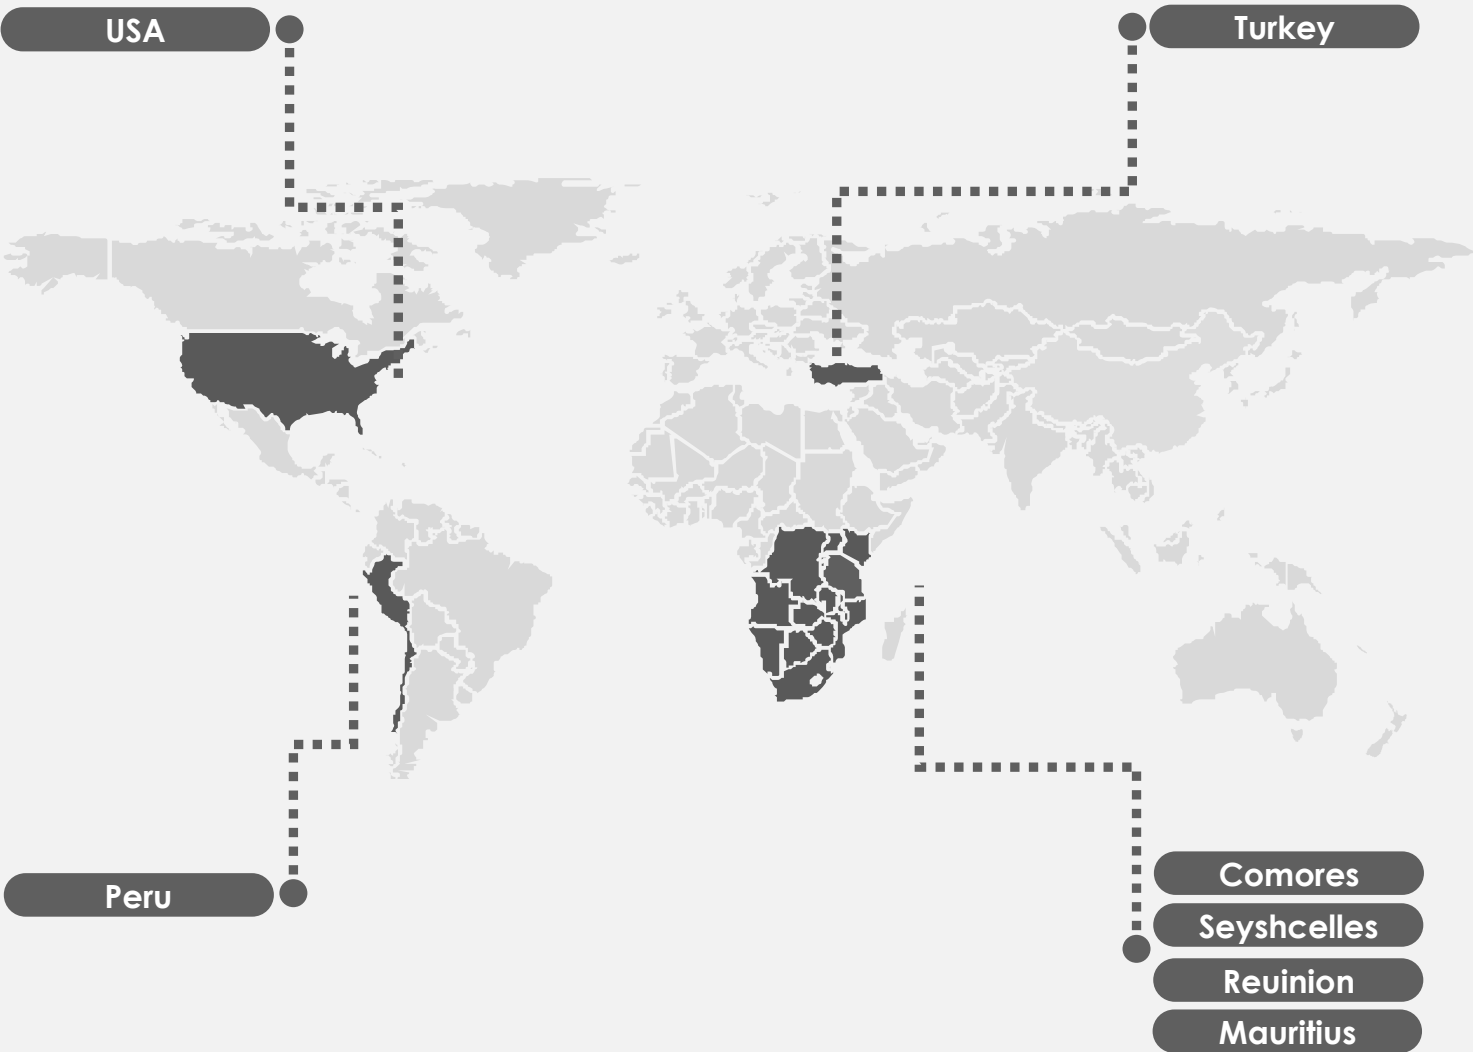 USA
Turkey
Peru
Comores
Seyshcelles
Reuinion
Mauritius